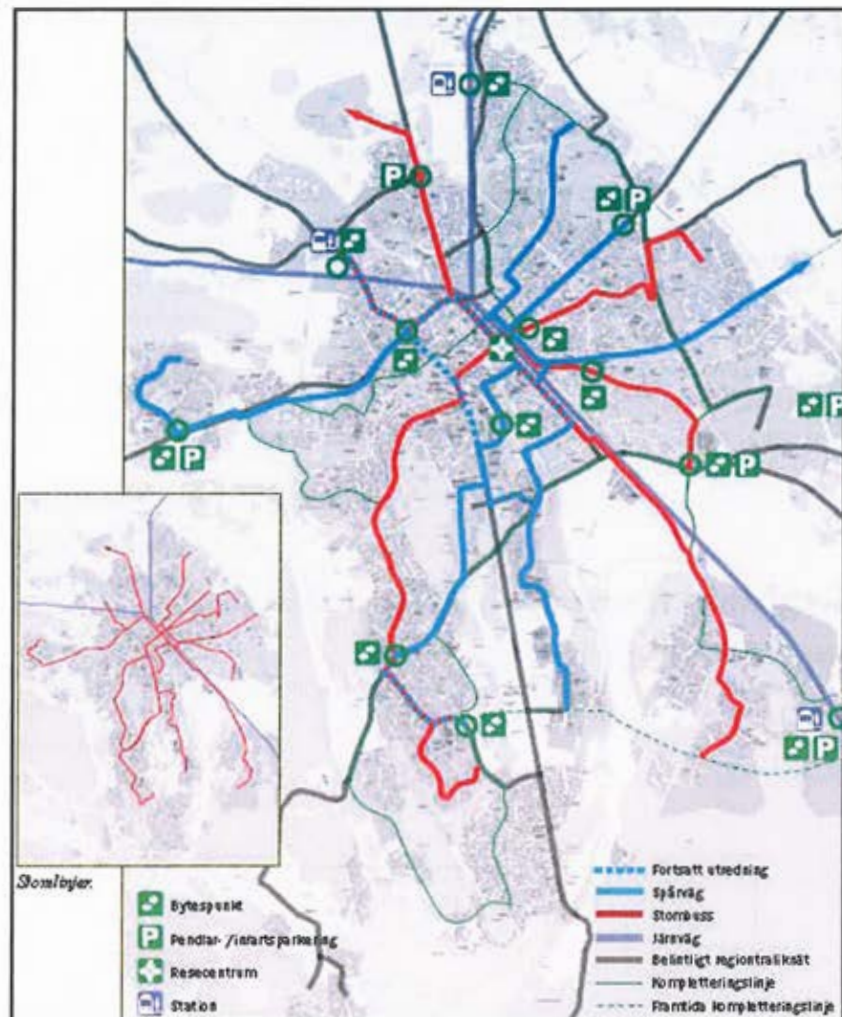 Stomlinjer.
Bytespunkt
Pendlar- /infartsparkering
Resecentrum
Station
Fortsatt utredning
Spårväg
Stombuss
Järnväg
Befintligt regiontrafiknät
Kompletteringslinje
Framtida kompletteringslinje
P
P
P
P
P
P